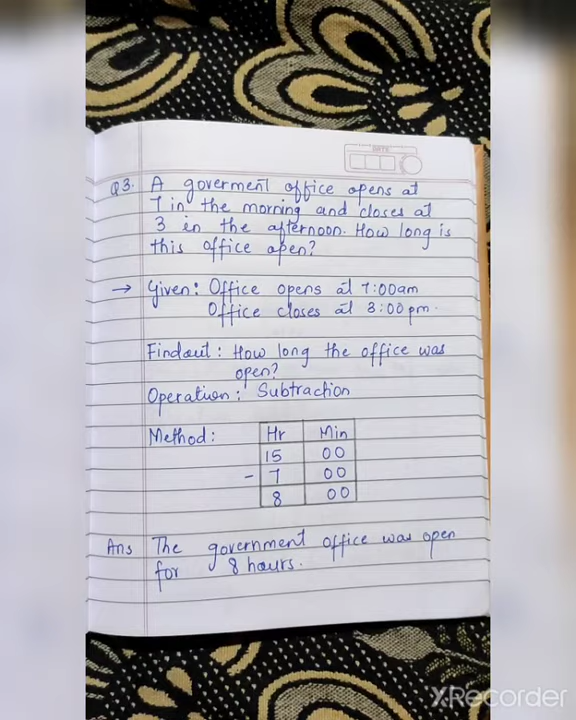 DATE
Q3. A goverment office opens at
7 in the morning and closes at
3 in the afternoon. How long is
this office open?
→ Given: Office opens at 7:00am
Office closes at 3:00pm.
Findout: How long the office was
open?
Operation: Subtraction
Method:
Hr Min
15 00
- 7 00
8 00
Ans The government office was open
for 8 hours.
XRecorder